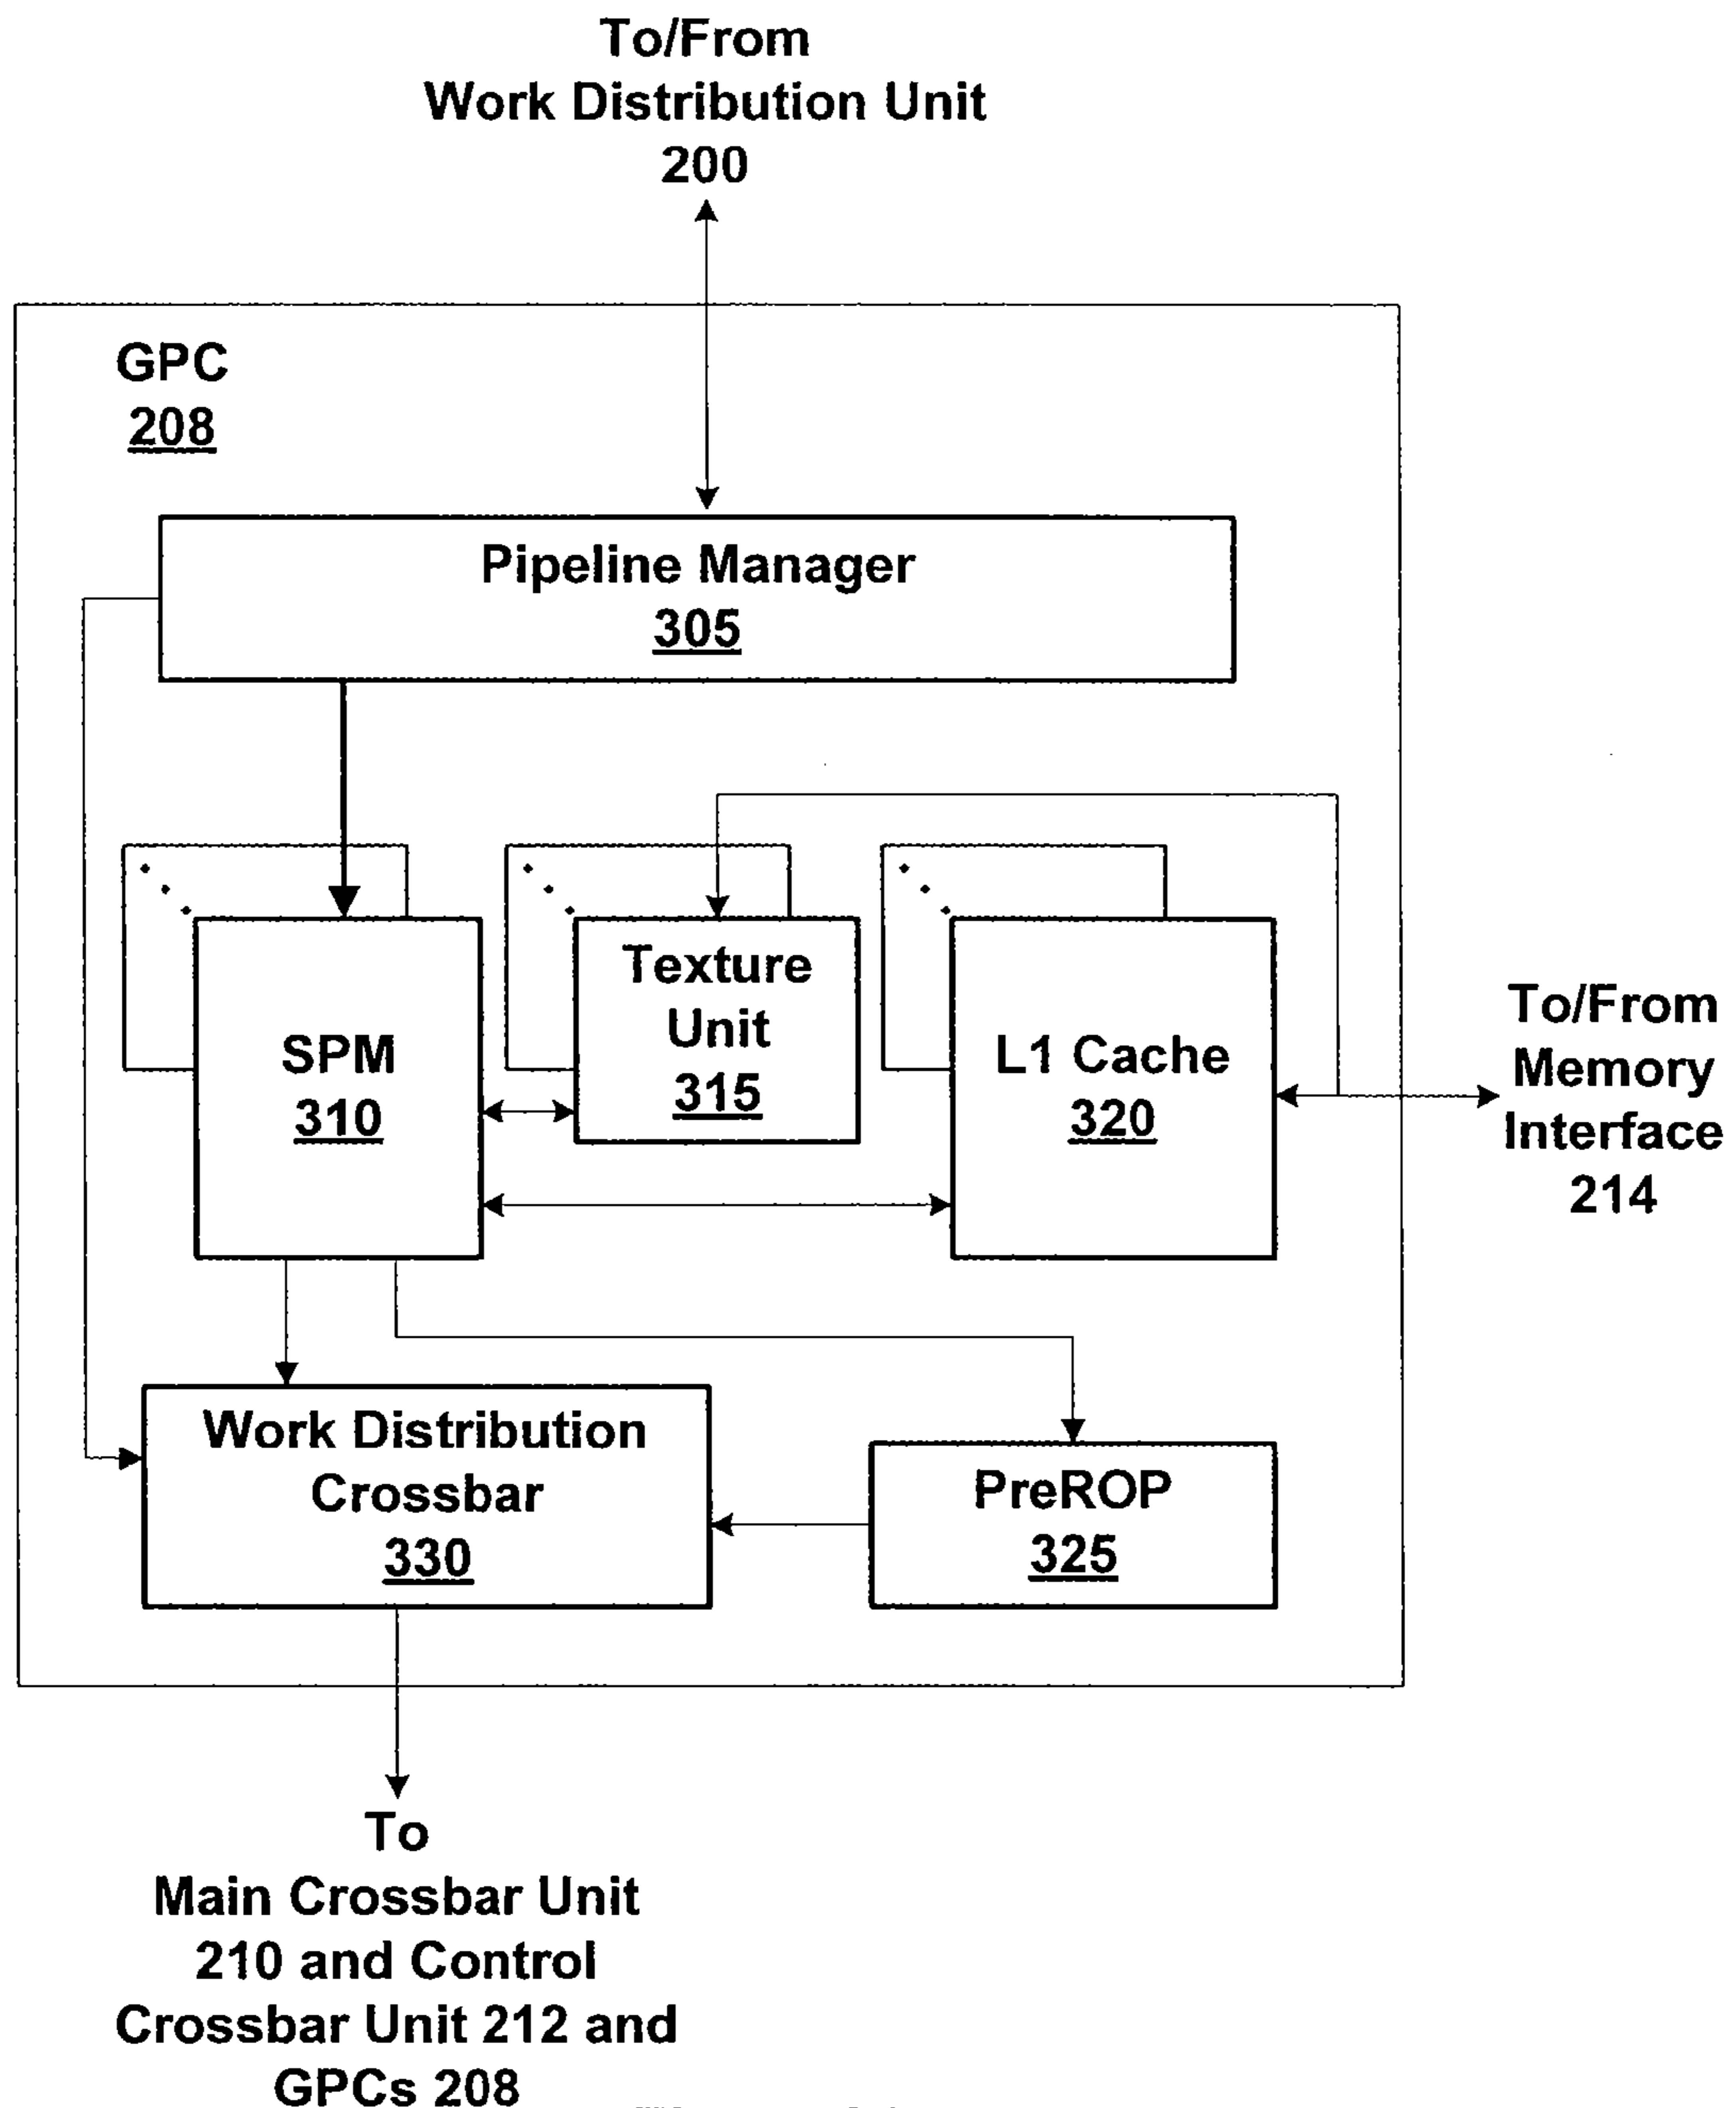 To/From
Work Distribution Unit
200
GPC
208
Pipeline Manager
305
SPM
310
Texture
Unit
315
L1 Cache
320
To/From
Memory
Interface
214
Work Distribution
Crossbar
330
PreROP
325
To
Main Crossbar Unit
210 and Control
Crossbar Unit 212 and
GPCs 208